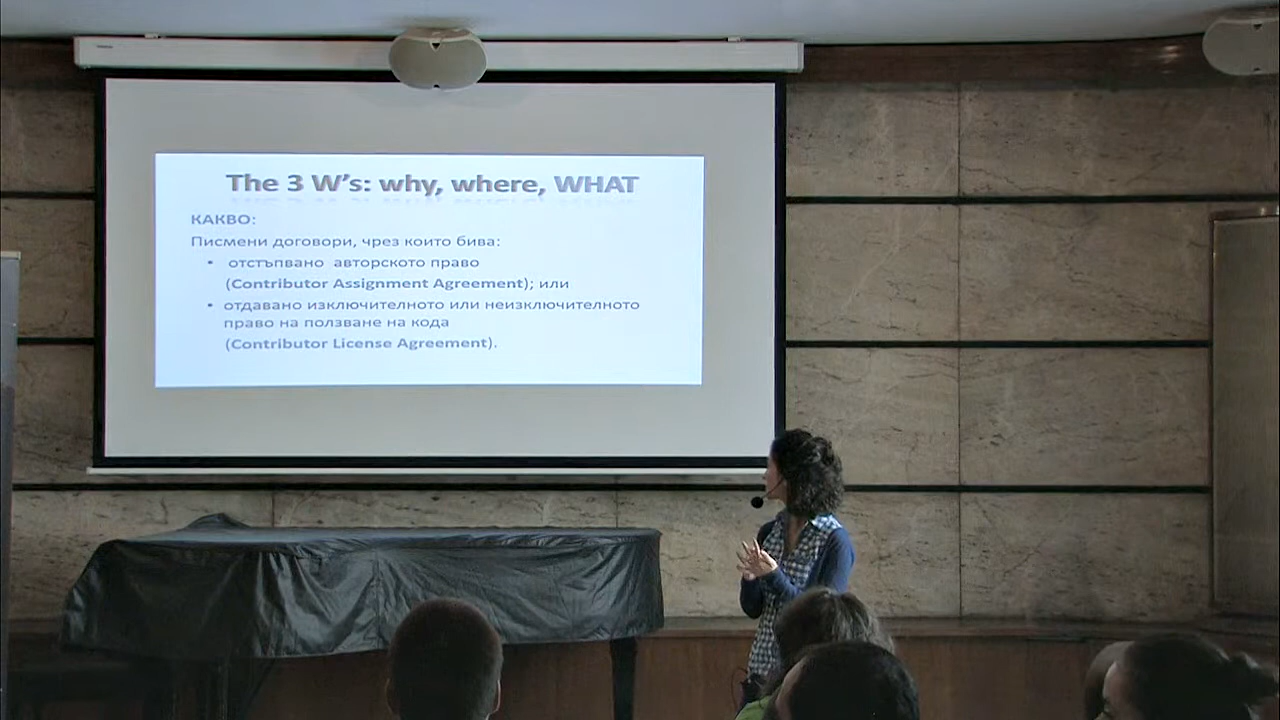 The 3 W's: why, where, WHAT
КАКВО:
Писмени договори, чрез които бива:
• отстъпвано авторското право
(Contributor Assignment Agreement); или
• отдавано изключителното или неизключителното
право на ползване на кода
(Contributor License Agreement).